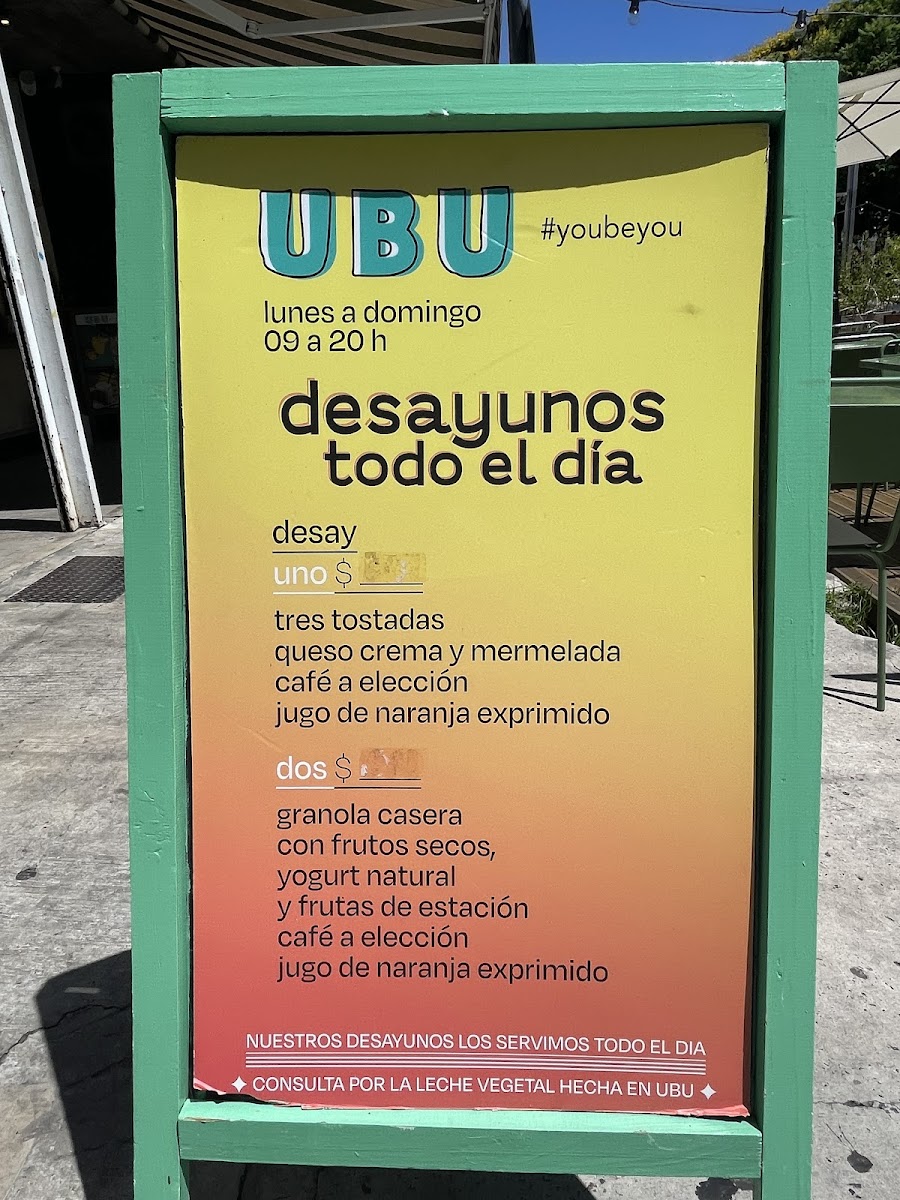 UBU #youbeyou
lunes a domingo
09 a 20 h
desayunos
todo el día
desay
uno $
tres tostadas
queso crema y mermelada
café a elección
jugo de naranja exprimido
dos $
granola casera
con frutos secos,
yogurt natural
y frutas de estación
café a elección
jugo de naranja exprimido
NUESTROS DESAYUNOS LOS SERVIMOS TODO EL DIA
✦ CONSULTA POR LA LECHE VEGETAL HECHA EN UBU ✦